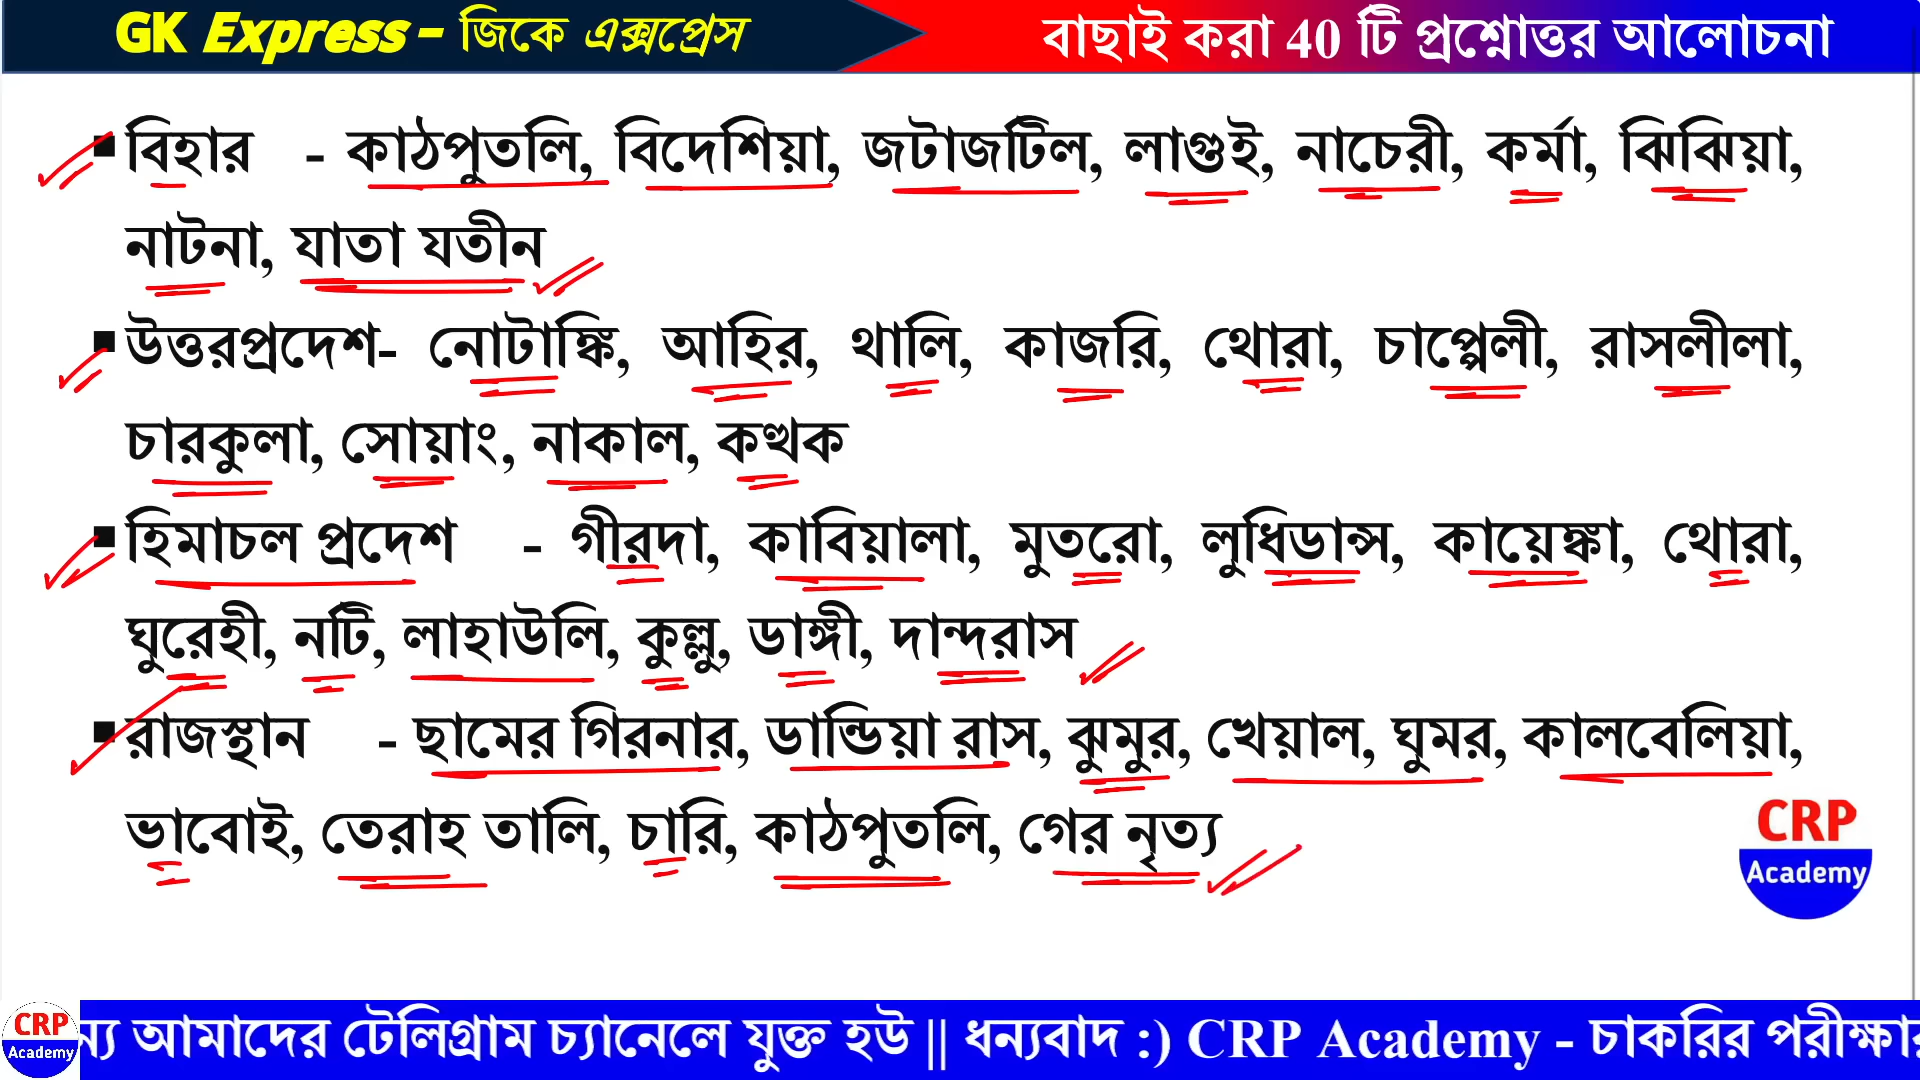 GK Express – জিকে এক্সপ্রেস
বাছাই করা 40 টি প্রশ্নোত্তর আলোচনা
▪ বিহার - কাঠপুতলি, বিদেশিয়া, জটাজটিল, লাগুই, নাচেরী, কর্মা, ঝিঝিয়া,
নাটনা, যাতা যতীন
▪ উত্তরপ্রদেশ- নোটাঙ্কি, আহির, থালি, কাজরি, থোরা, চাপ্পেলী, রাসলীলা,
চারকুলা, সোয়াং, নাকাল, কত্থক
▪ হিমাচল প্রদেশ - গীরদা, কাবিয়ালা, মুতরো, লুধিডান্স, কায়েঙ্কা, থোরা,
ঘুরেহী, নটি, লাহাউলি, কুল্লু, ডাঙ্গী, দান্দরাস
▪ রাজস্থান - ছামের গিরনার, ডান্ডিয়া রাস, ঝুমুর, খেয়াল, ঘুমর, কালবেলিয়া,
ভাবোই, তেরাহ তালি, চারি, কাঠপুতলি, গের নৃত্য
CRP
Academy
CRP
Academy
ন্য আমাদের টেলিগ্রাম চ্যানেলে যুক্ত হউ || ধন্যবাদ :) CRP Academy - চাকরির পরীক্ষার